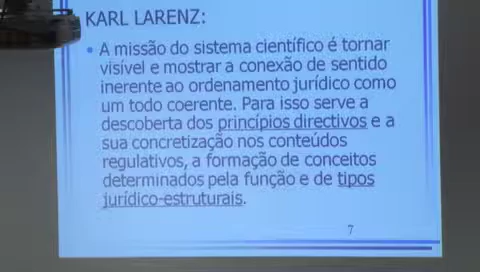 KARL LARENZ:
• A missão do sistema científico é tornar
visível e mostrar a conexão de sentido
inerente ao ordenamento jurídico como
um todo coerente. Para isso serve a
descoberta dos princípios directivos e a
sua concretização nos conteúdos
regulativos, a formação de conceitos
determinados pela função e de tipos
jurídico-estruturais.
7